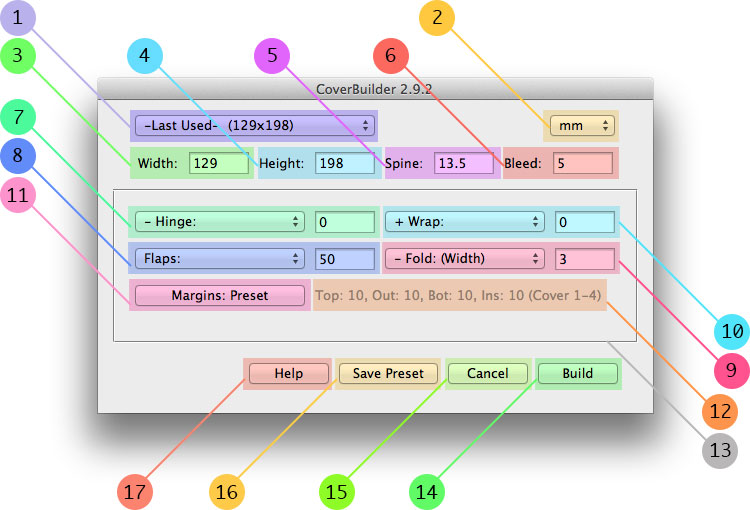 1
2
3
4
5
6
CoverBuilder 2.9.2
7
-Last Used- (129x198)
mm
8
Width: 129 Height: 198 Spine: 13.5 Bleed: 5
11
- Hinge: 0 + Wrap: 0
Flaps: 50 - Fold: (Width) 3
Margins: Preset Top: 10, Out: 10, Bot: 10, Ins: 10 (Cover 1-4)
10
9
Help Save Preset Cancel Build
12
13
17
16
15
14